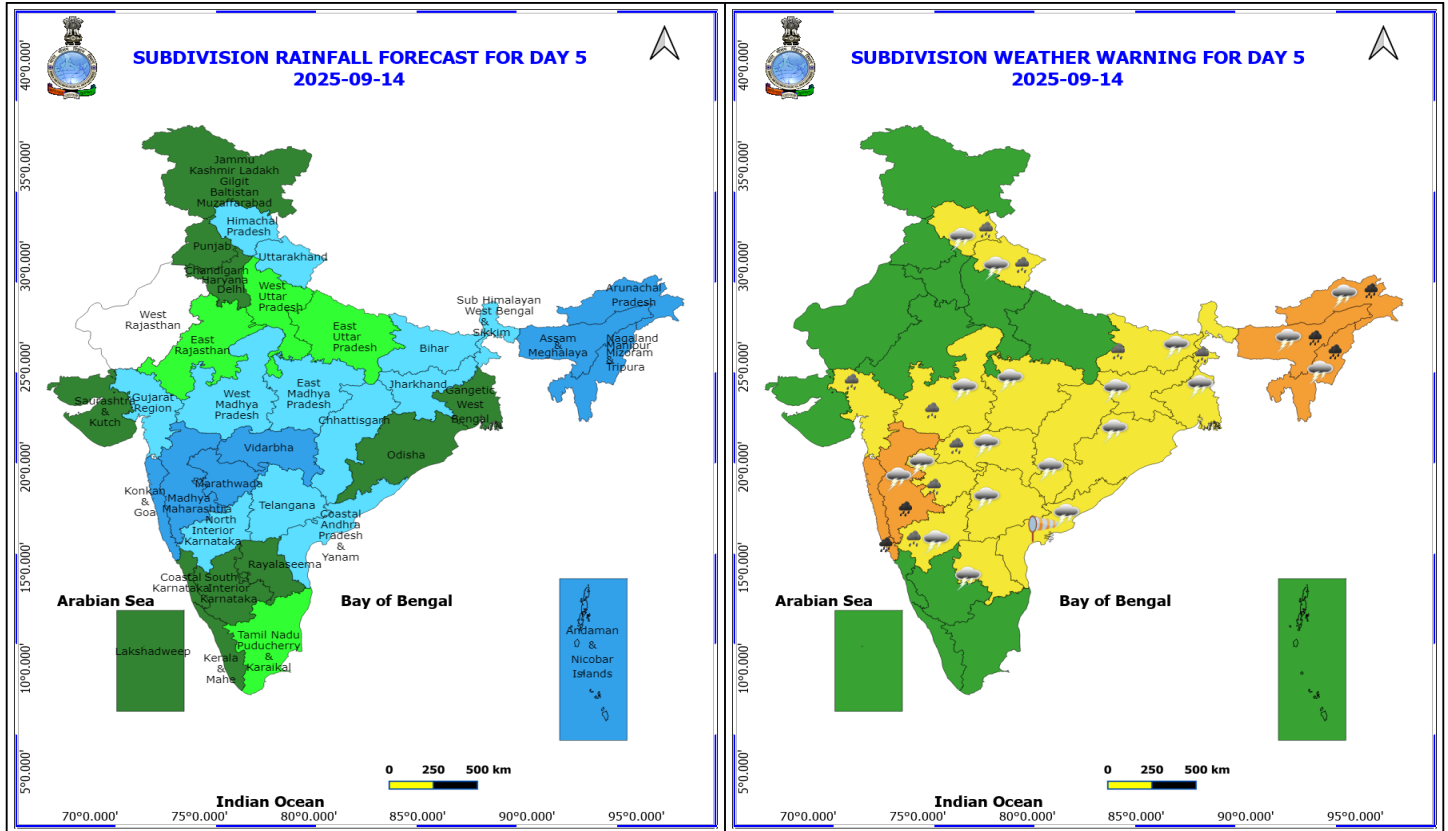 SUBDIVISION RAINFALL FORECAST FOR DAY 5
2025-09-14
40°0.000'
35°0.000'
30°0.000'
25°0.000'
20°0.000'
15°0.000'
10°0.000'
5°0.000'
Jammu
Kashmir Ladakh
Gilgit
Baltistan
Muzaffarabad
Himachal
Pradesh
Punjab
Uttarakhand
Chandigarh
Haryana
Delhi
West
Uttar
Pradesh
West
Rajasthan
East
Rajasthan
East
Uttar
Pradesh
Sub Himalayan
West Bengal
&
Sikkim
Arunachal
Pradesh
Assam
&
Meghalaya
Nagaland
Manipur
Mizoram
&
Tripura
Bihar
Jharkhand
Gangetic
West
Bengal
Saurashtra
&
Kutch
Gujarat
Region
West
Madhya
Pradesh
East
Madhya
Pradesh
Chhattisgarh
Odisha
Vidarbha
Marathwada
Madhya
Maharashtra
Konkan
&
Goa
North
Interior
Karnataka
Telangana
Coastal
Andhra
Pradesh
&
Yanam
Rayalaseema
Coastal
Karnataka
South
Interior
Karnataka
Tamil Nadu
Puducherry
&
Karaikal
Kerala
&
Mahe
Lakshadweep
Andaman
&
Nicobar
Islands
Arabian Sea
Bay of Bengal
Indian Ocean
0 250 500 km
70°0.000' 75°0.000' 80°0.000' 85°0.000' 90°0.000' 95°0.000'
SUBDIVISION WEATHER WARNING FOR DAY 5
2025-09-14
40°0.000'
35°0.000'
30°0.000'
25°0.000'
20°0.000'
15°0.000'
10°0.000'
5°0.000'
Arabian Sea
Bay of Bengal
Indian Ocean
0 250 500 km
70°0.000' 75°0.000' 80°0.000' 85°0.000' 90°0.000' 95°0.000'